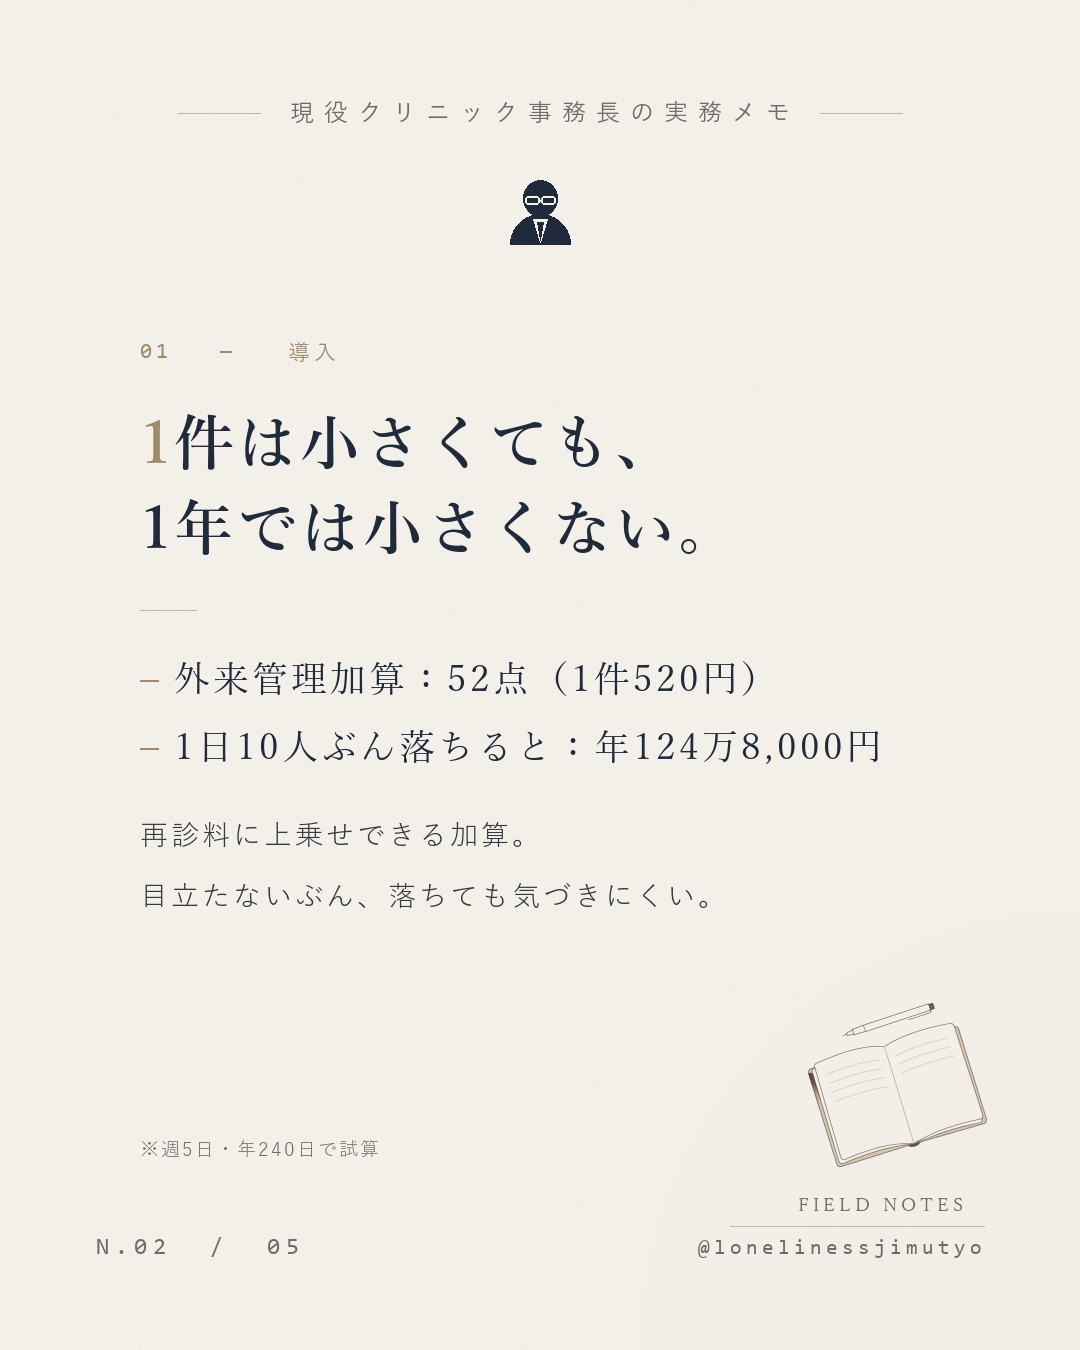 現役クリニック事務長の実務メモ
01 — 導入
1件は小さくても、
1年では小さくない。
— 外来管理加算：52点（1件520円）
— 1日10人ぶん落ちると：年124万8,000円
再診料に上乗せできる加算。
目立たないぶん、落ちても気づきにくい。
※週5日・年240日で試算
FIELD NOTES
N.02 / 05
@lonelinessjimutyo